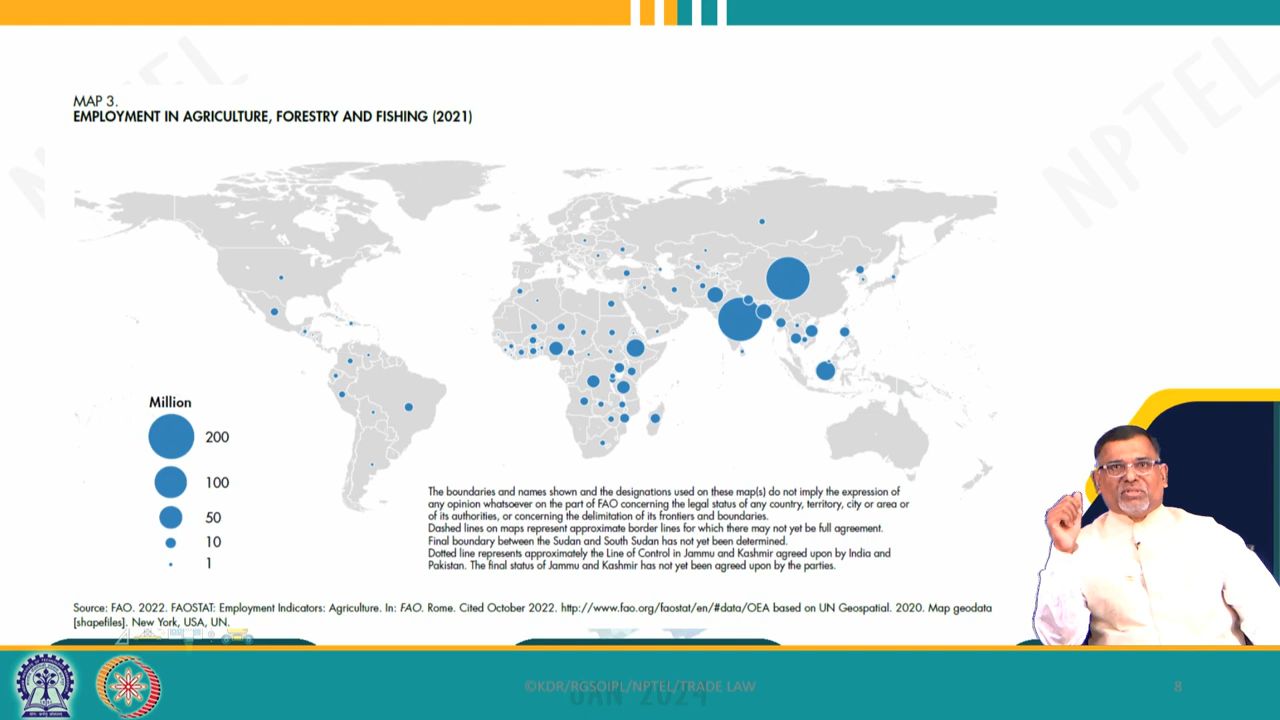 NPTEL
MAP 3.
EMPLOYMENT IN AGRICULTURE, FORESTRY AND FISHING (2021)
Million
200
100
50
10
1
The boundaries and names shown and the designations used on these map(s) do not imply the expression of
any opinion whatsoever on the part of FAO concerning the legal status of any country, territory, city or area or
of its authorities, or concerning the delimitation of its frontiers and boundaries.
Dashed lines on maps represent approximate border lines for which there may not yet be full agreement.
Final boundary between the Sudan and South Sudan has not yet been determined.
Dotted line represents approximately the Line of Control in Jammu and Kashmir agreed upon by India and
Pakistan. The final status of Jammu and Kashmir has not yet been agreed upon by the parties.
Source: FAO. 2022. FAOSTAT: Employment Indicators: Agriculture. In: FAO. Rome. Cited October 2022. http://www.fao.org/faostat/en/#data/OEA based on UN Geospatial. 2020. Map geodata
[shapefiles]. New York, USA, UN.
©KDR/RGSOIPL/NPTEL/TRADE LAW
JAN 2024
8